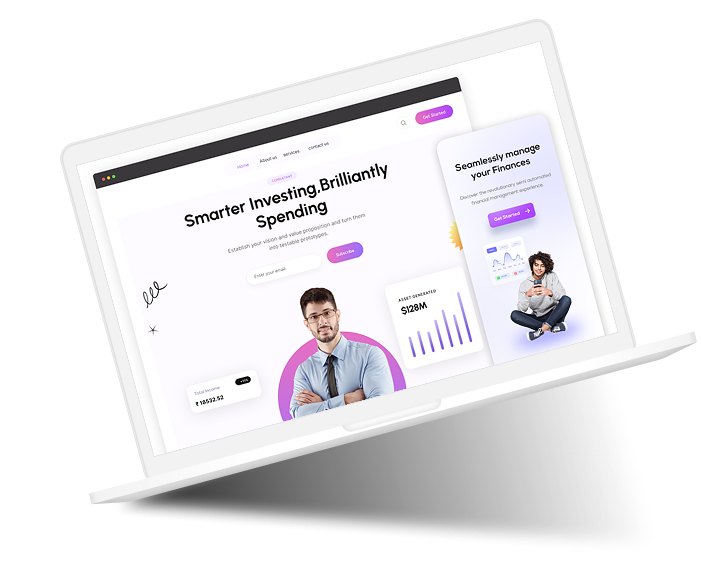 Home
About us
services
contact us
Get Started
CONSULTANT
Smarter Investing,Brilliantly
Spending
Establish your vision and value proposition and turn them
into testable prototypes.
Enter your email
Subscribe
ASSET GENERATED
$128M
Total income
₹ 18532.52
Seamlessly manage
your Finances
Discover the revolutionary semi automated
financial management experience.
Get Started